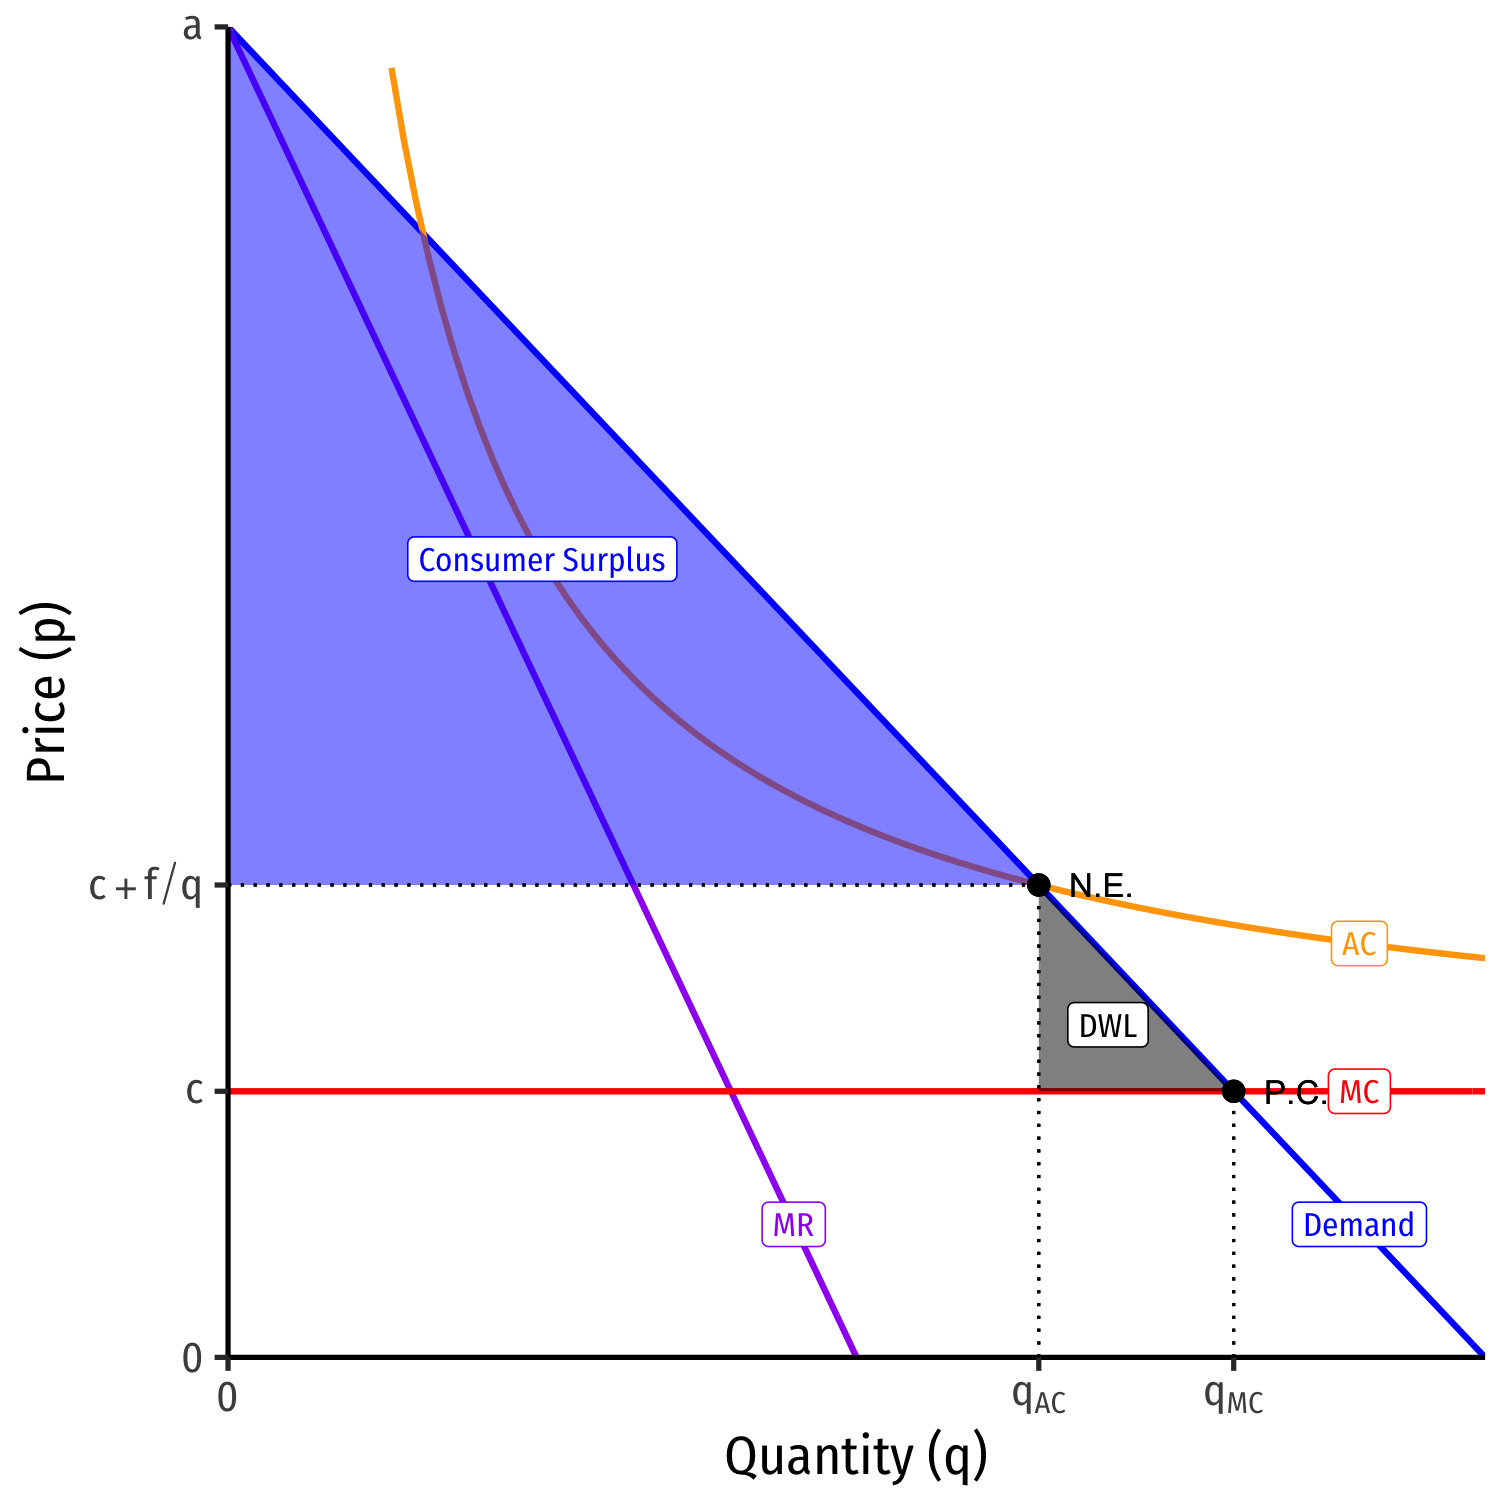 a
Consumer Surplus
Price (p)
c + f/q
N.E.
AC
DWL
c
P.C.
MC
MR
Demand
0
0
qAC
qMC
Quantity (q)